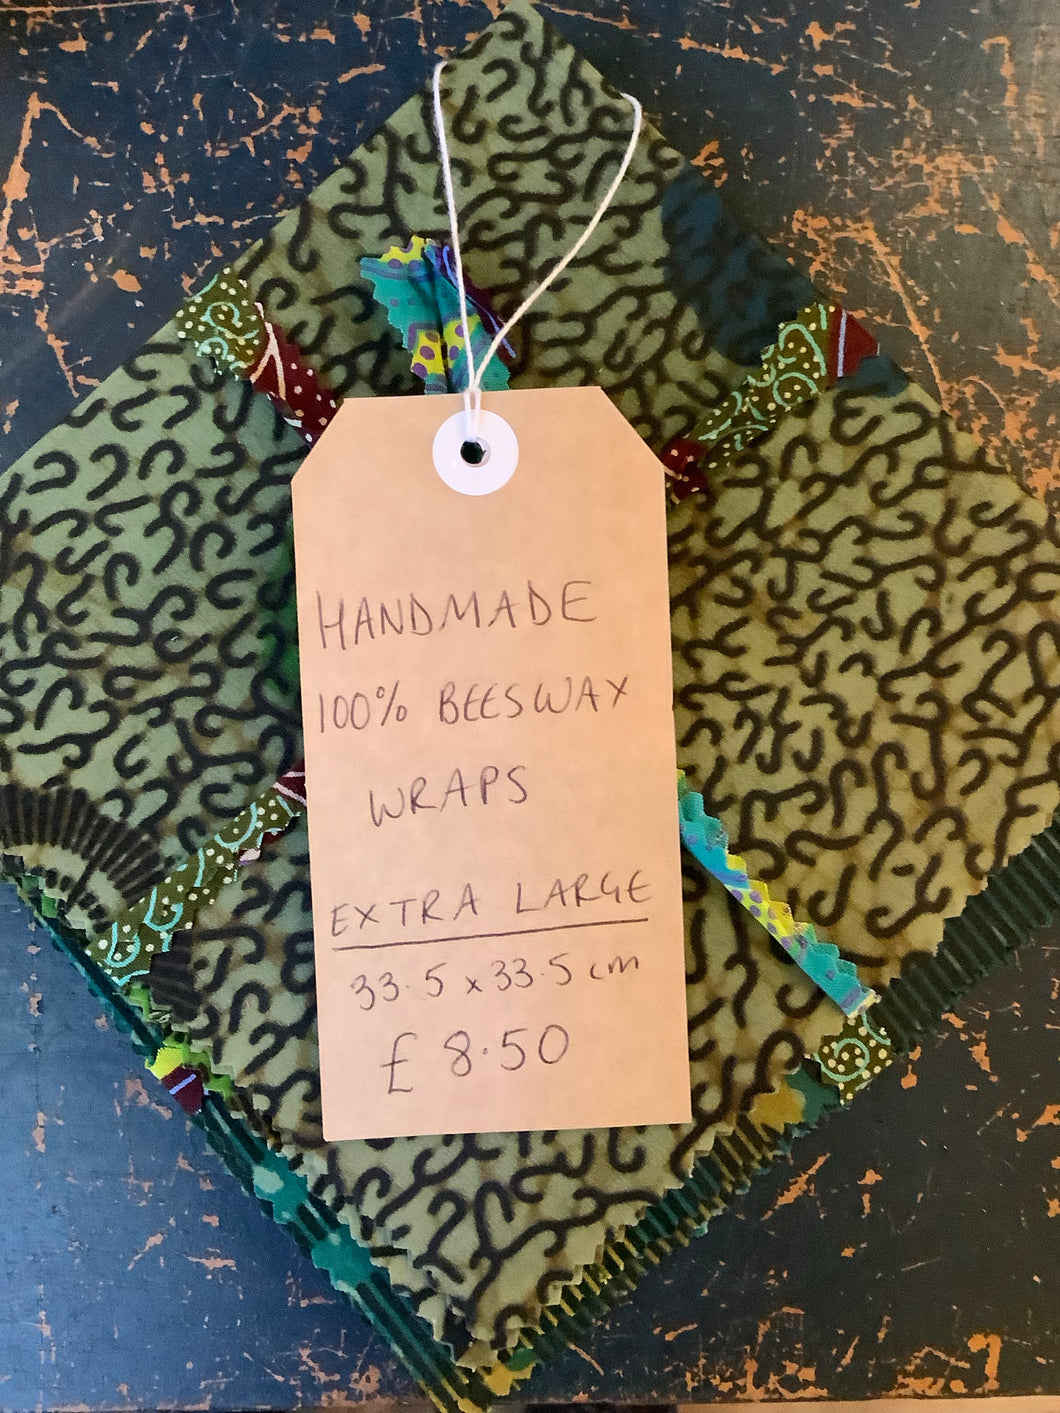 HANDMADE
100% BEESWAX
WRAPS
EXTRA LARGE
33.5 x 33.5 cm
£ 8.50